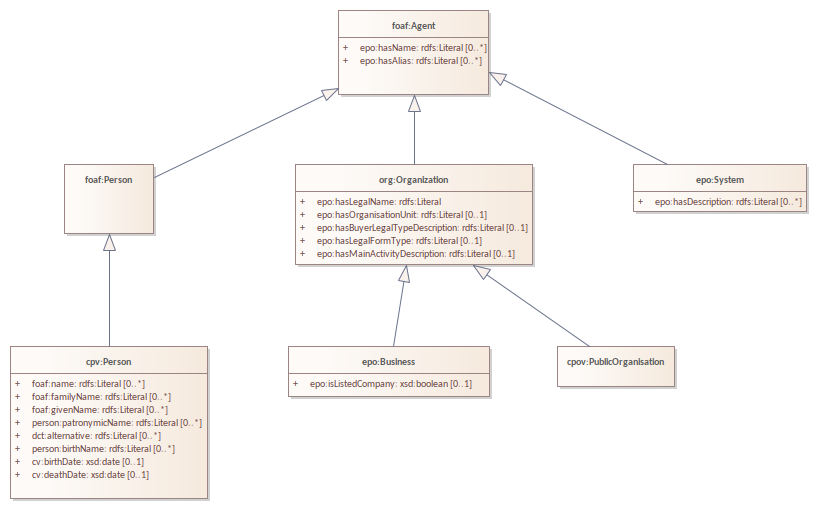 foaf:Agent
+ epo:hasName: rdfs:Literal [0..*]
+ epo:hasAlias: rdfs:Literal [0..*]
foaf:Person
org:Organization
+ epo:hasLegalName: rdfs:Literal
+ epo:hasOrganisationUnit: rdfs:Literal [0..1]
+ epo:hasBuyerLegalTypeDescription: rdfs:Literal [0..1]
+ epo:hasLegalFormType: rdfs:Literal [0..1]
+ epo:hasMainActivityDescription: rdfs:Literal [0..1]
epo:System
+ epo:hasDescription: rdfs:Literal [0..*]
cpv:Person
+ foaf:name: rdfs:Literal [0..*]
+ foaf:familyName: rdfs:Literal [0..*]
+ foaf:givenName: rdfs:Literal [0..*]
+ person:patronymicName: rdfs:Literal [0..*]
+ dct:alternative: rdfs:Literal [0..*]
+ person:birthName: rdfs:Literal [0..*]
+ cv:birthDate: xsd:date [0..1]
+ cv:deathDate: xsd:date [0..1]
epo:Business
+ epo:isListedCompany: xsd:boolean [0..1]
cpov:PublicOrganisation